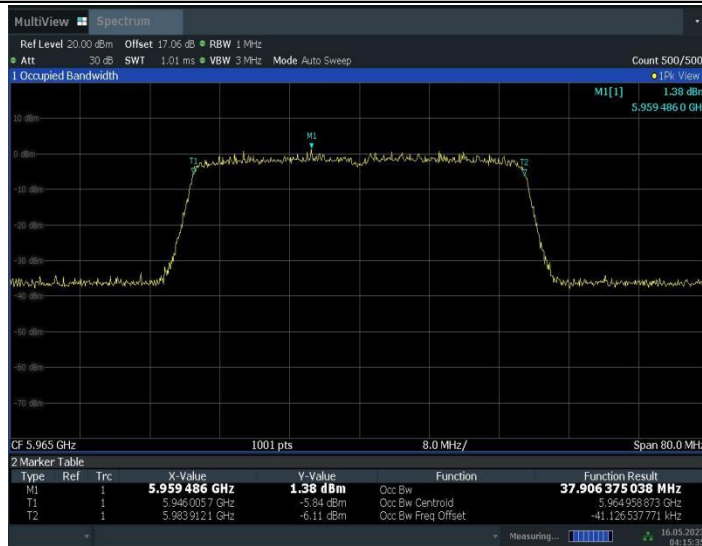 MultiView Spectrum
Ref Level 20.00 dBm Offset 17.06 dB RBW 1 MHz
Att 30 dB SWT 1.01 ms VBW 3 MHz Mode Auto Sweep Count 500/500
1 Occupied Bandwidth 1Pk View
M1[1] 1.38 dBm
5.959 486 0 GH
10 dBm
M1
0 dBm
T1
T2
-10 dBm
-20 dBm
-30 dBm
-40 dBm
-50 dBm
-60 dBm
-70 dBm
CF 5.965 GHz 1001 pts 8.0 MHz/ Span 80.0 MHz
2 Marker Table
Type Ref Trc X-Value Y-Value Function Function Result
M1 1 5.959 486 GHz 1.38 dBm Occ Bw 37.906 375 038 MHz
T1 1 5.946 0057 GHz -5.84 dBm Occ Bw Centroid 5.964 958 873 GHz
T2 1 5.983 9121 GHz -6.11 dBm Occ Bw Freq Offset -41.126 537 771 kHz
Measuring... 16.05.2023
04:15:35